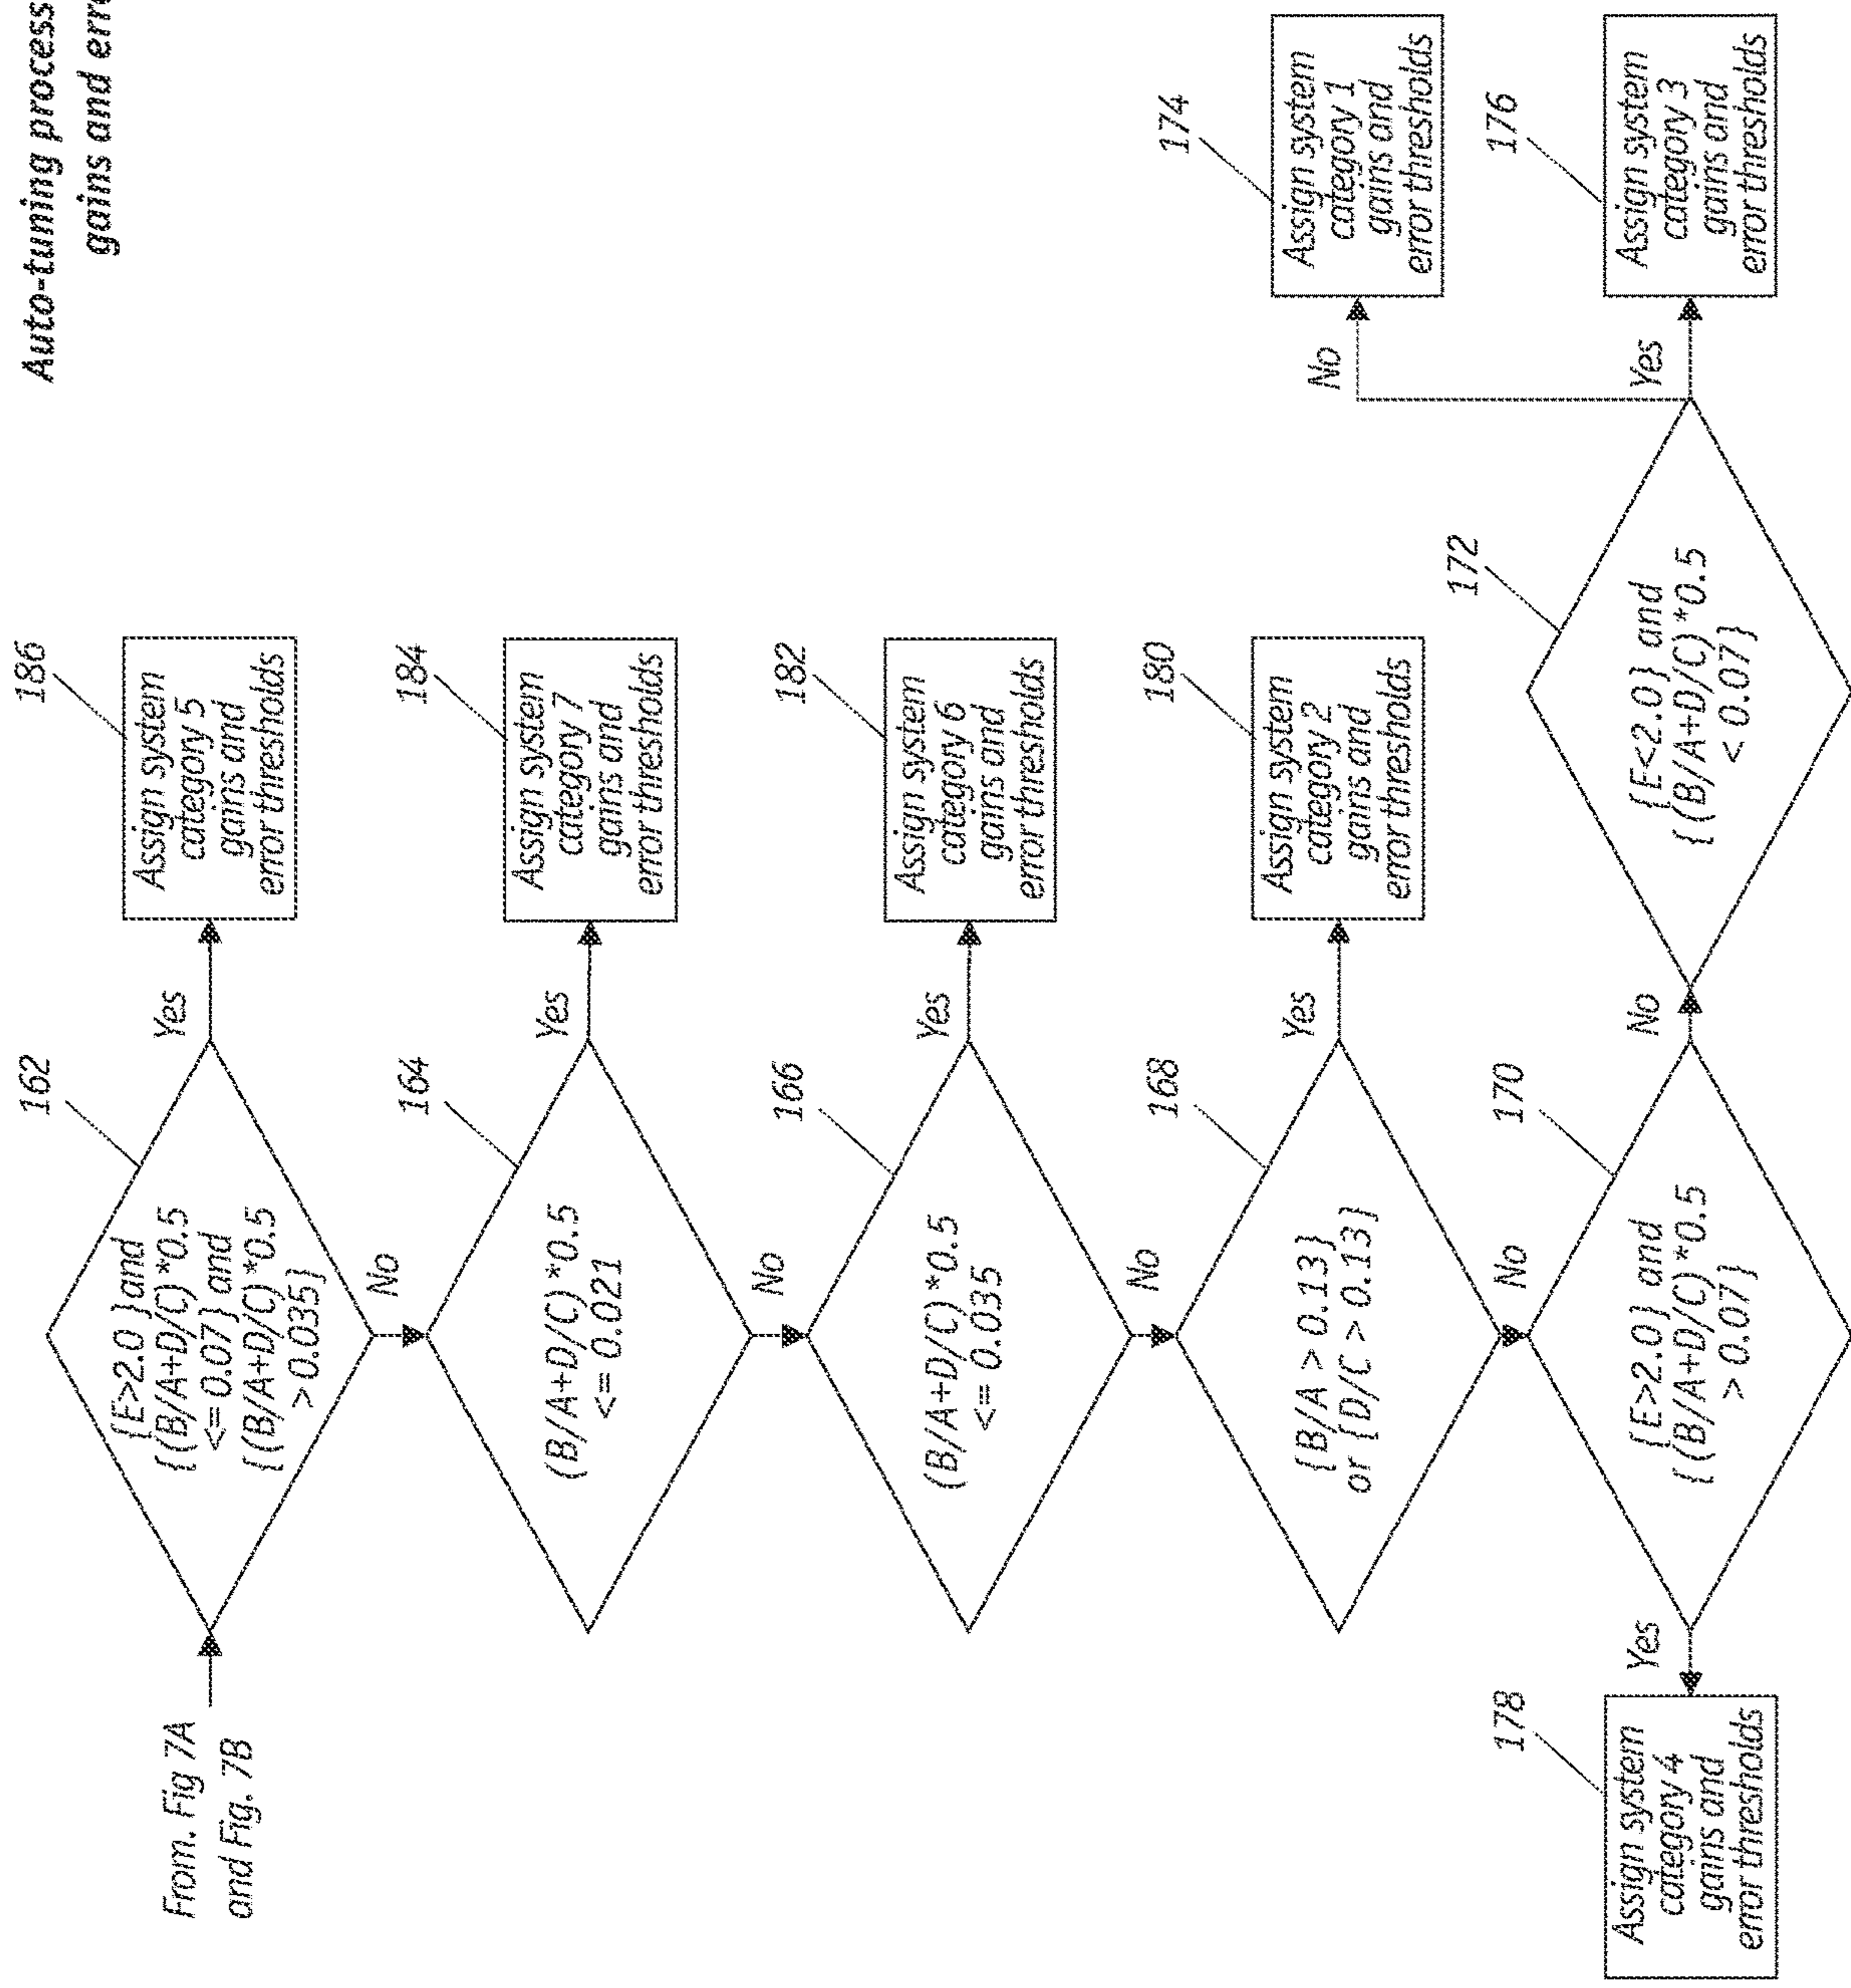 Auto-tuning process
gains and erro
From. Fig 7A
and Fig. 7B
162
{E>2.0 } and
{(B/A+D/C) *0.5
<= 0.07} and
{(B/A+D/C) *0.5
> 0.035}
Yes
186
Assign system
category 5
gains and
error thresholds
No
164
(B/A+D/C) *0.5
<= 0.021
Yes
184
Assign system
category 7
gains and
error thresholds
No
166
(B/A+D/C) *0.5
<= 0.035
Yes
182
Assign system
category 6
gains and
error thresholds
No
168
{B/A > 0.13}
or {D/C > 0.13}
Yes
180
Assign system
category 2
gains and
error thresholds
No
170
{E>2.0} and
{(B/A+D/C) *0.5
> 0.07}
Yes
178
Assign system
category 4
gains and
error thresholds
No
172
{E<2.0} and
{(B/A+D/C) *0.5
< 0.07}
No
174
Assign system
category 1
gains and
error thresholds
Yes
176
Assign system
category 3
gains and
error thresholds